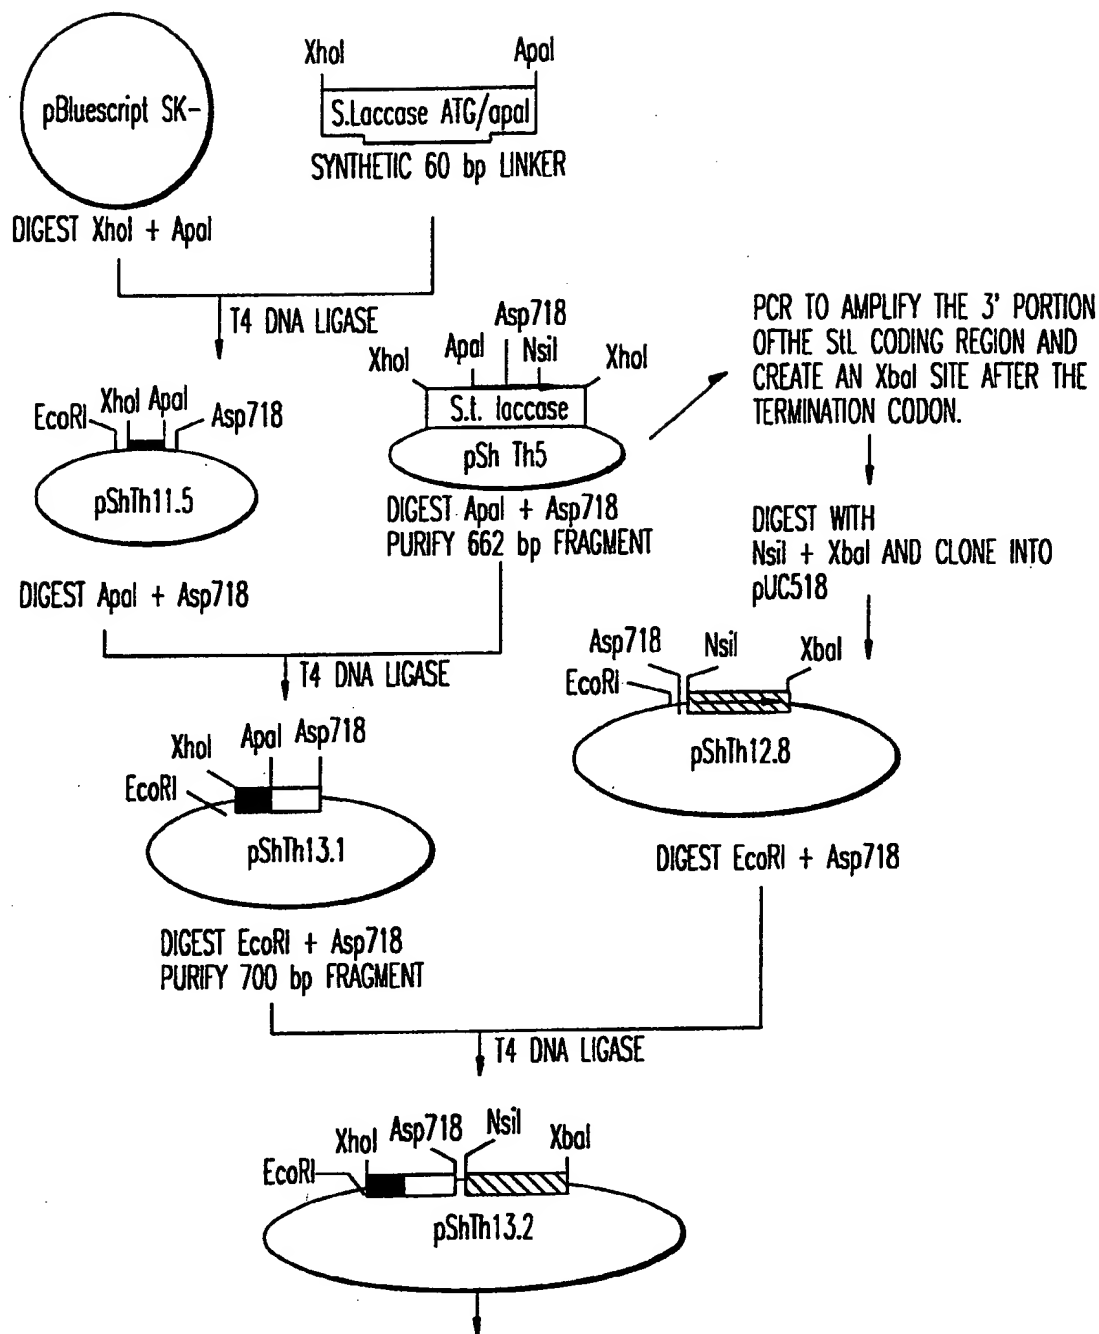 XhoI
ApaI
pBluescript SK-
S.Laccase ATG/apaI
SYNTHETIC 60 bp LINKER
DIGEST XhoI + ApaI
T4 DNA LIGASE
EcoRI
XhoI
ApaI
Asp718
pShTh11.5
DIGEST ApaI + Asp718
XhoI
ApaI
Asp718
NsiI
XhoI
S.t. laccase
pSh Th5
DIGEST ApaI + Asp718
PURIFY 662 bp FRAGMENT
PCR TO AMPLIFY THE 3' PORTION
OFTHE StL CODING REGION AND
CREATE AN XbaI SITE AFTER THE
TERMINATION CODON.
DIGEST WITH
NsiI + XbaI AND CLONE INTO
pUC518
T4 DNA LIGASE
Asp718
NsiI
XbaI
EcoRI
pShTh12.8
DIGEST EcoRI + Asp718
XhoI
ApaI
Asp718
EcoRI
pShTh13.1
DIGEST EcoRI + Asp718
PURIFY 700 bp FRAGMENT
T4 DNA LIGASE
XhoI
Asp718
NsiI
XbaI
EcoRI
pShTh13.2